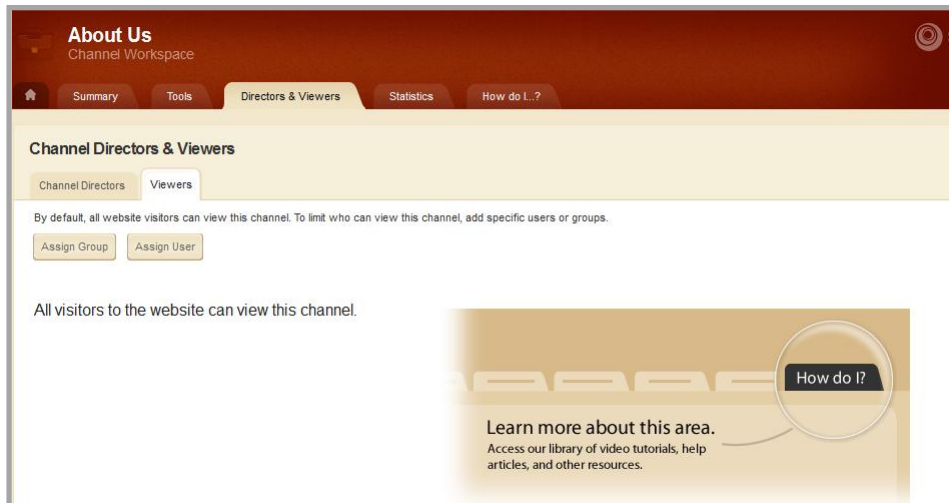 About Us
Channel Workspace
Summary Tools Directors & Viewers Statistics How do I...?
Channel Directors & Viewers
Channel Directors Viewers
By default, all website visitors can view this channel. To limit who can view this channel, add specific users or groups.
Assign Group Assign User
All visitors to the website can view this channel.
How do I?
Learn more about this area.
Access our library of video tutorials, help
articles, and other resources.